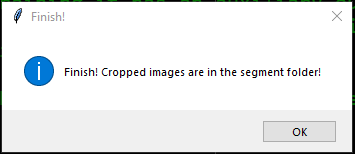 Finish!
Finish! Cropped images are in the segment folder!
OK